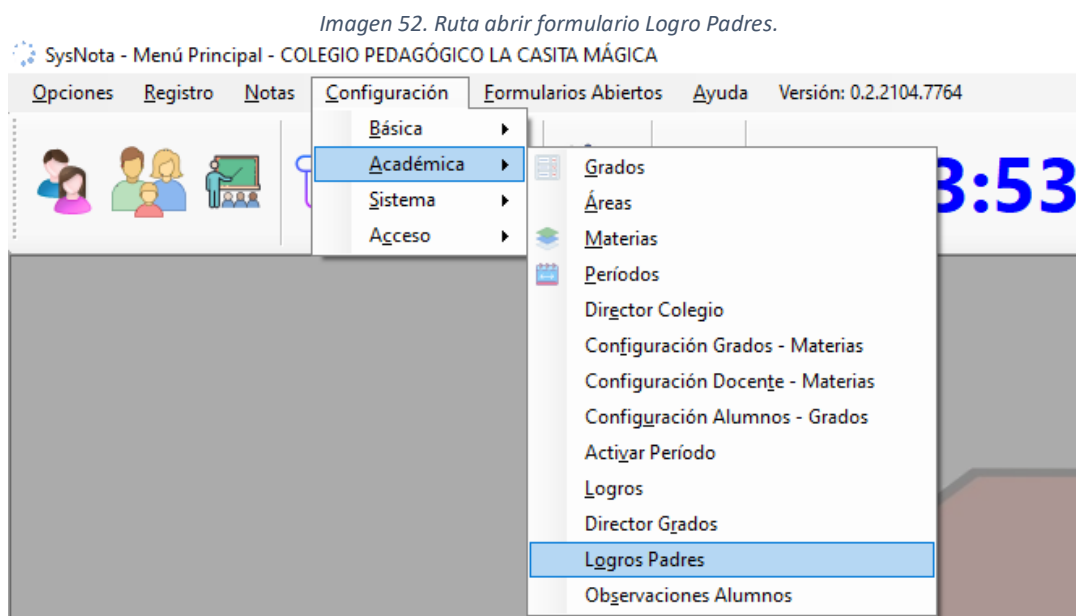 Imagen 52. Ruta abrir formulario Logro Padres.
SysNota - Menú Principal - COLEGIO PEDAGÓGICO LA CASITA MÁGICA
Opciones Registro Notas Configuración Formularios Abiertos Ayuda Versión: 0.2.2104.7764
Básica
Académica
Sistema
Acceso
3:53
Grados
Áreas
Materias
Períodos
Director Colegio
Configuración Grados - Materias
Configuración Docente - Materias
Configuración Alumnos - Grados
Activar Período
Logros
Director Grados
Logros Padres
Observaciones Alumnos